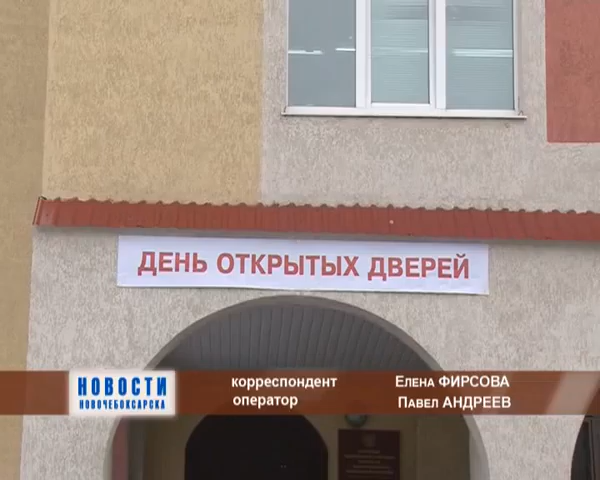 ДЕНЬ ОТКРЫТЫХ ДВЕРЕЙ
НОВОСТИ
НОВОЧЕБОКСАРСКА
корреспондент Елена ФИРСОВА
оператор Павел АНДРЕЕВ